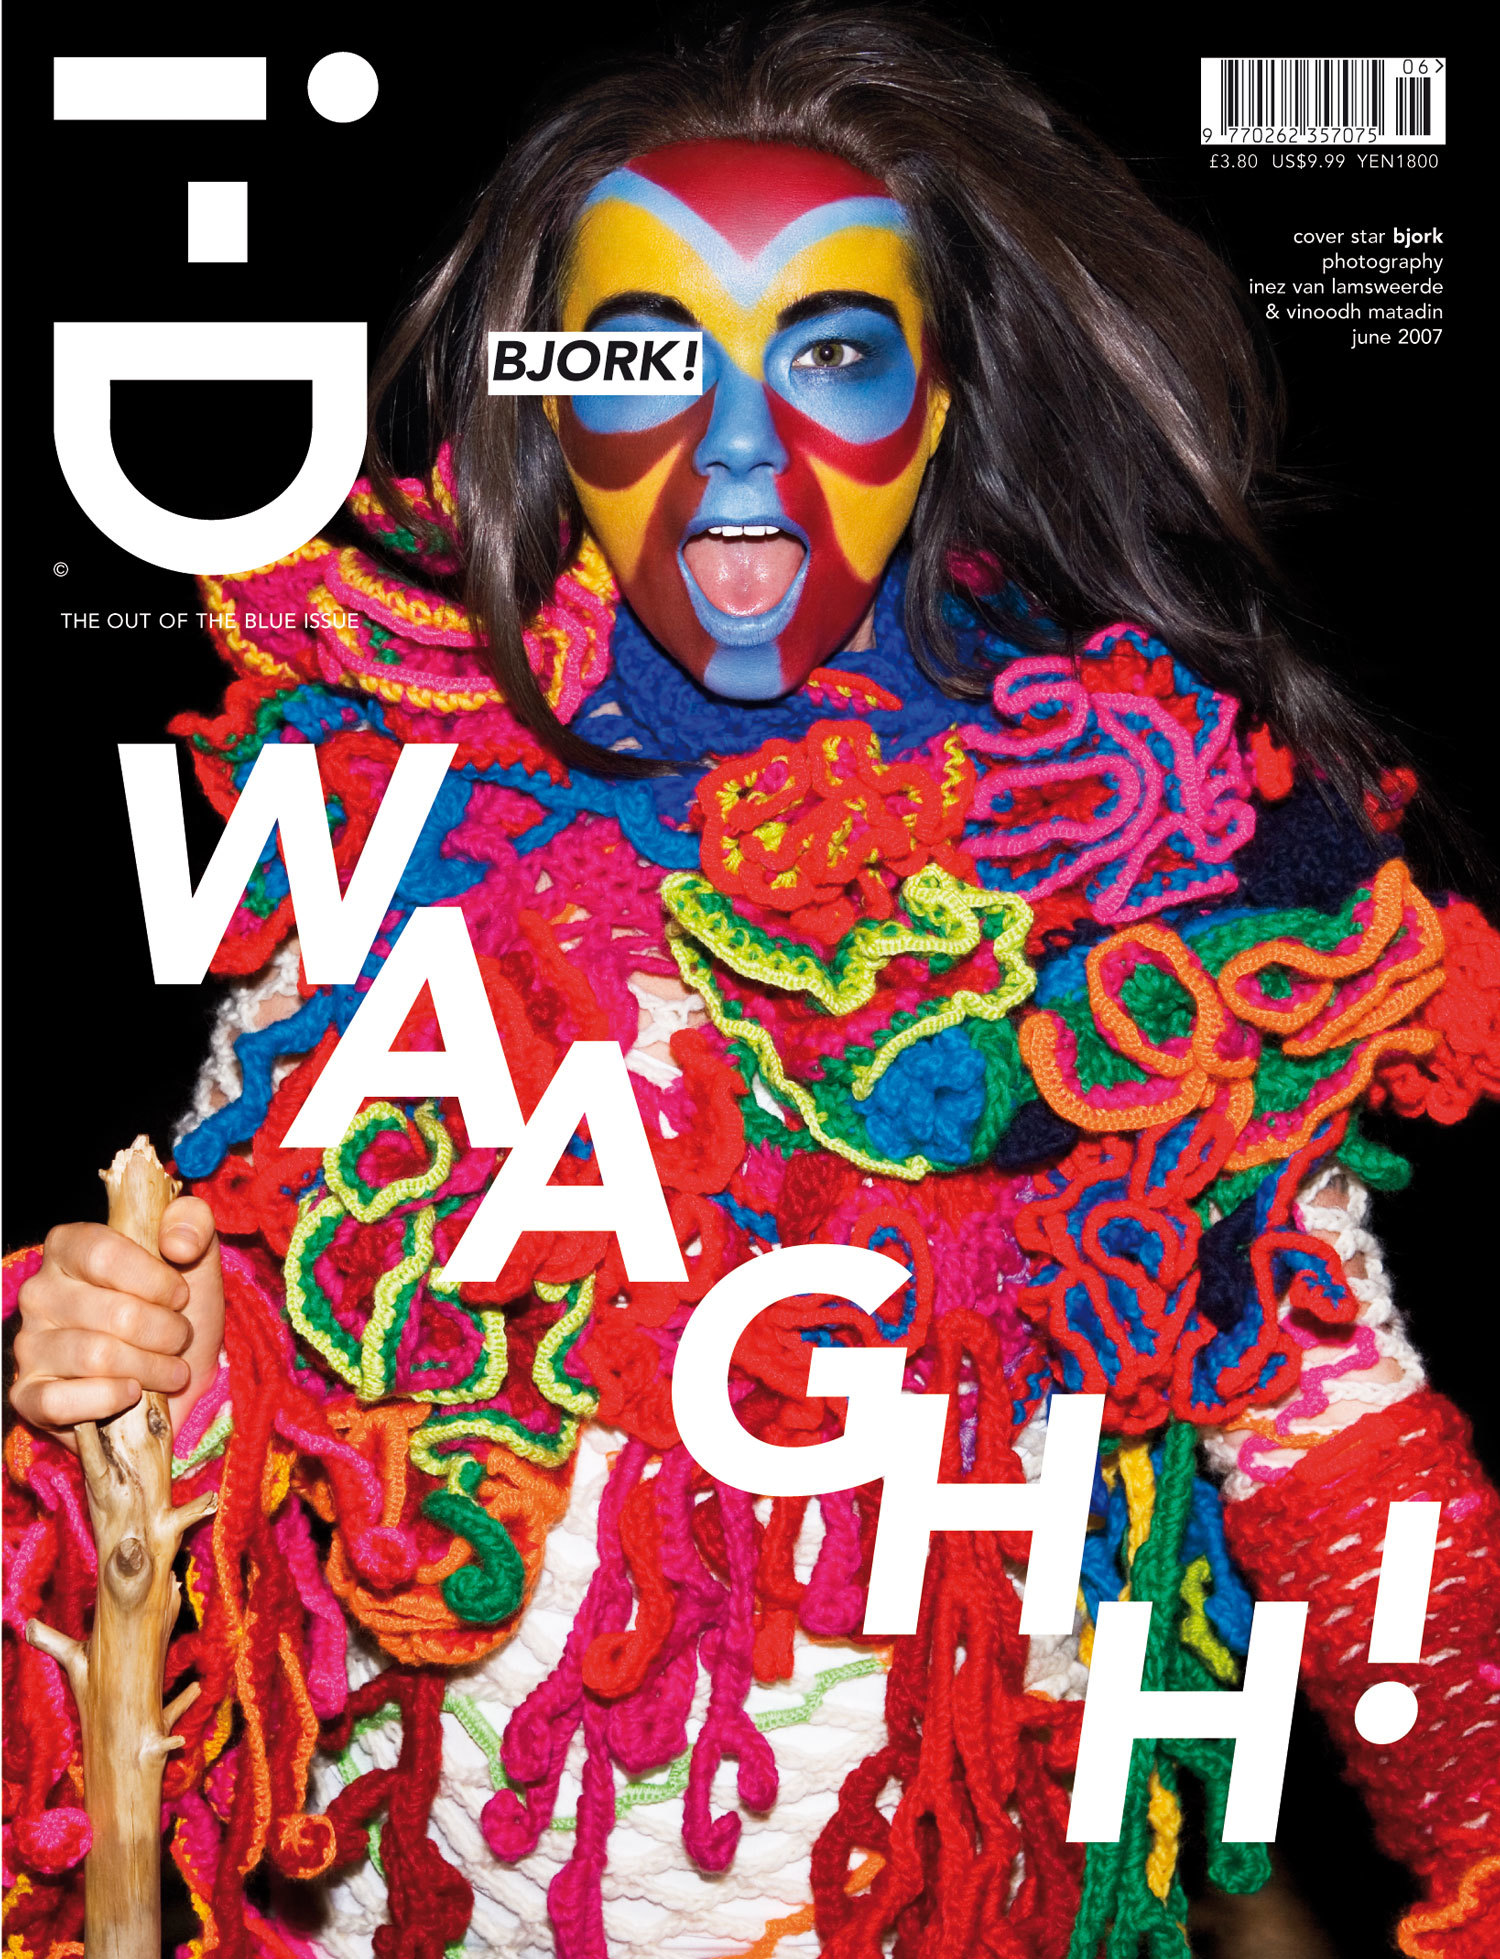 i-D
06>
9 770262 357075
£3.80 US$9.99 YEN1800
cover star bjork
photography
inez van lamsweerde
& vinoodh matadin
june 2007
BJORK!
©
THE OUT OF THE BLUE ISSUE
WAAGHHH!